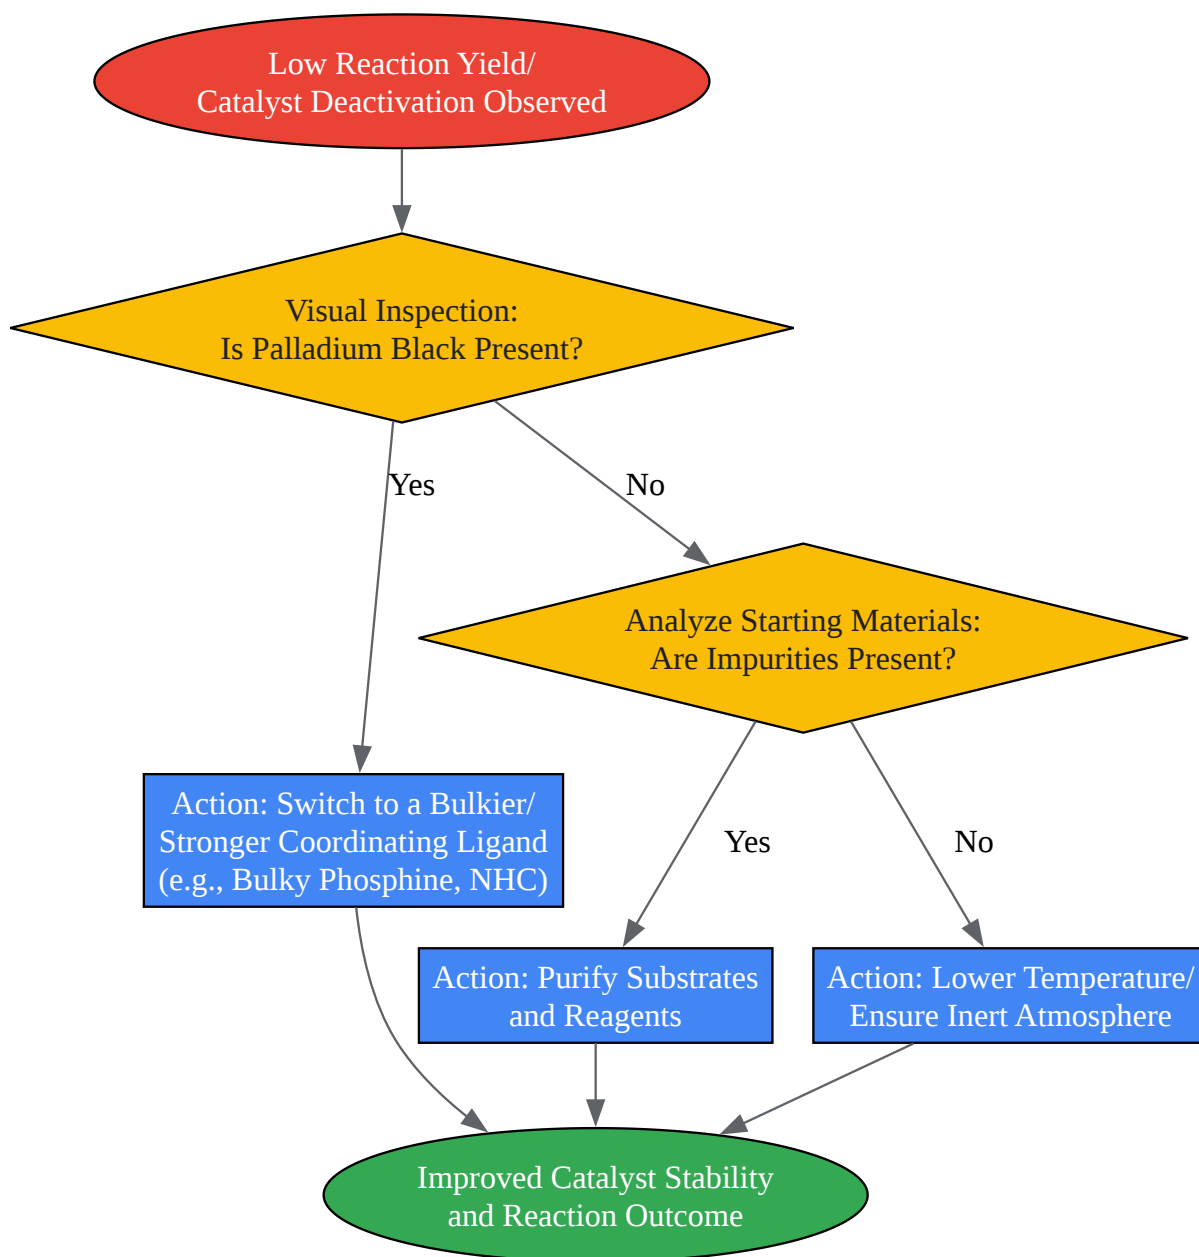 Low Reaction Yield/
Catalyst Deactivation Observed
Visual Inspection:
Is Palladium Black Present?
Yes
No
Analyze Starting Materials:
Are Impurities Present?
Action: Switch to a Bulkier/
Stronger Coordinating Ligand
(e.g., Bulky Phosphine, NHC)
Yes
No
Action: Purify Substrates
and Reagents
Action: Lower Temperature/
Ensure Inert Atmosphere
Improved Catalyst Stability
and Reaction Outcome